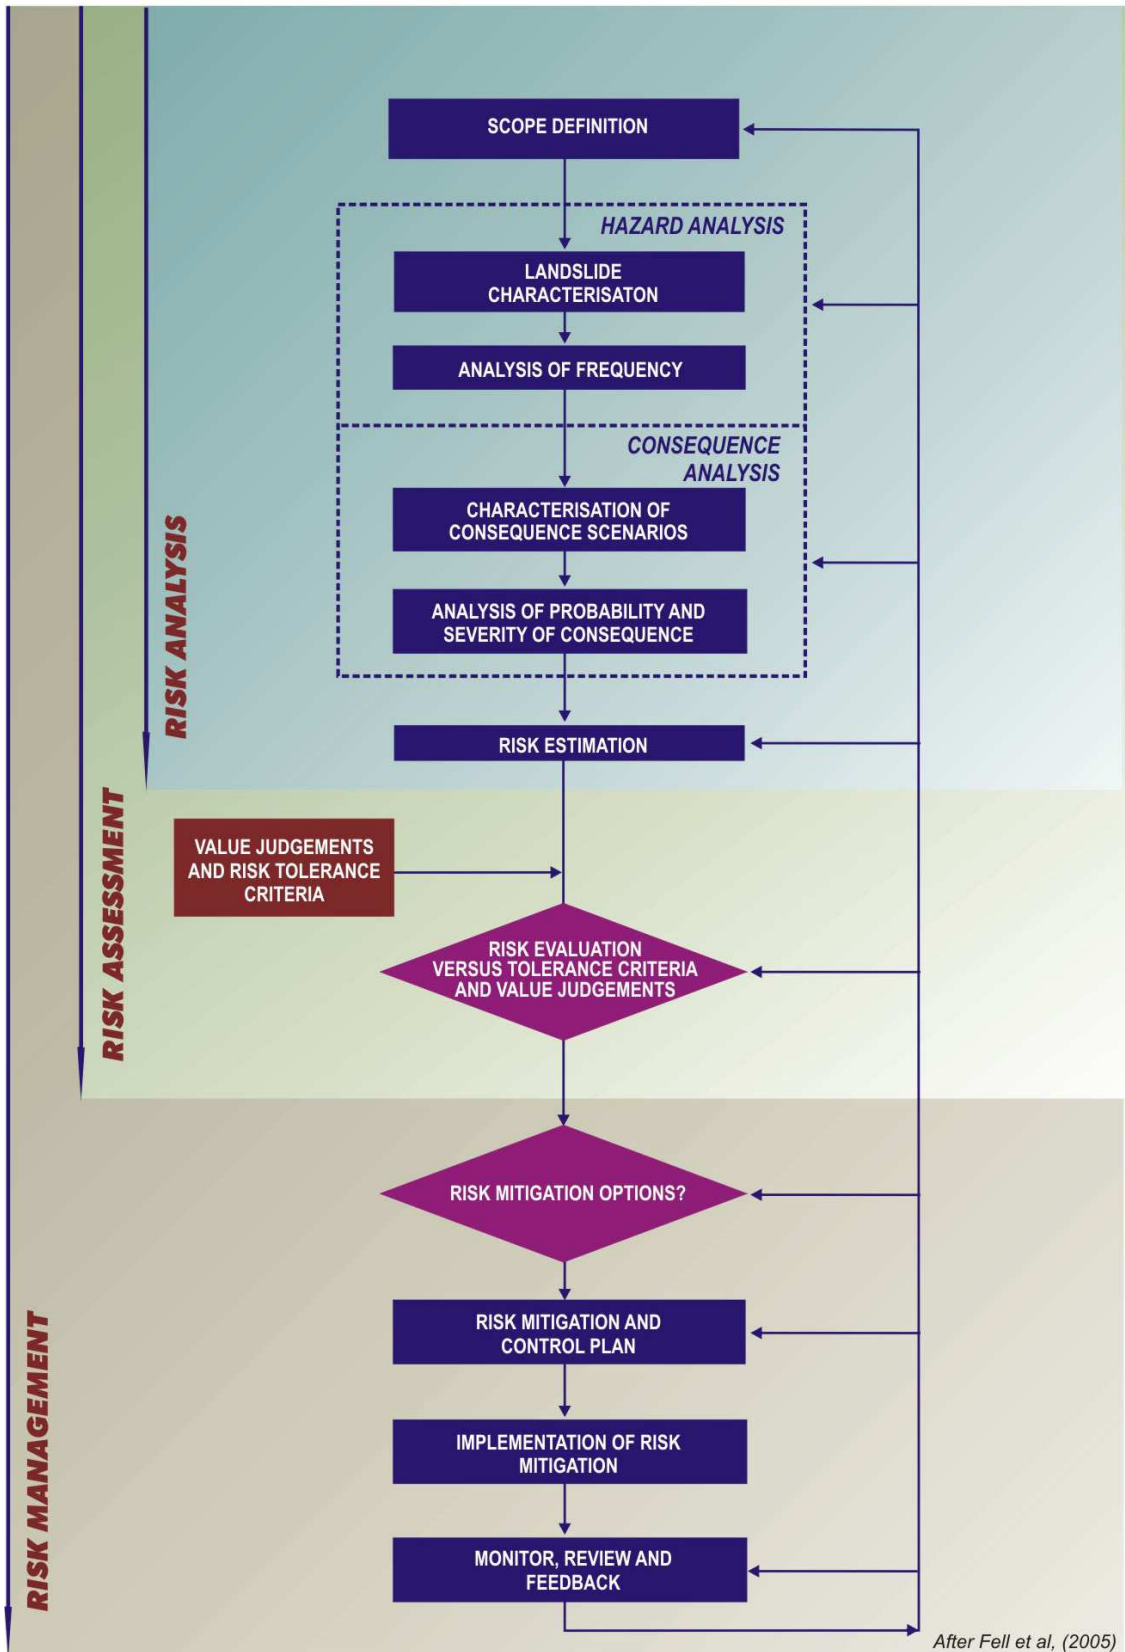 SCOPE DEFINITION
HAZARD ANALYSIS
LANDSLIDE
CHARACTERISATON
ANALYSIS OF FREQUENCY
CONSEQUENCE
ANALYSIS
CHARACTERISATION OF
CONSEQUENCE SCENARIOS
ANALYSIS OF PROBABILITY AND
SEVERITY OF CONSEQUENCE
RISK ESTIMATION
RISK ANALYSIS
VALUE JUDGEMENTS
AND RISK TOLERANCE
CRITERIA
RISK EVALUATION
VERSUS TOLERANCE CRITERIA
AND VALUE JUDGEMENTS
RISK ASSESSMENT
RISK MITIGATION OPTIONS?
RISK MITIGATION AND
CONTROL PLAN
IMPLEMENTATION OF RISK
MITIGATION
MONITOR, REVIEW AND
FEEDBACK
RISK MANAGEMENT
After Fell et al, (2005)